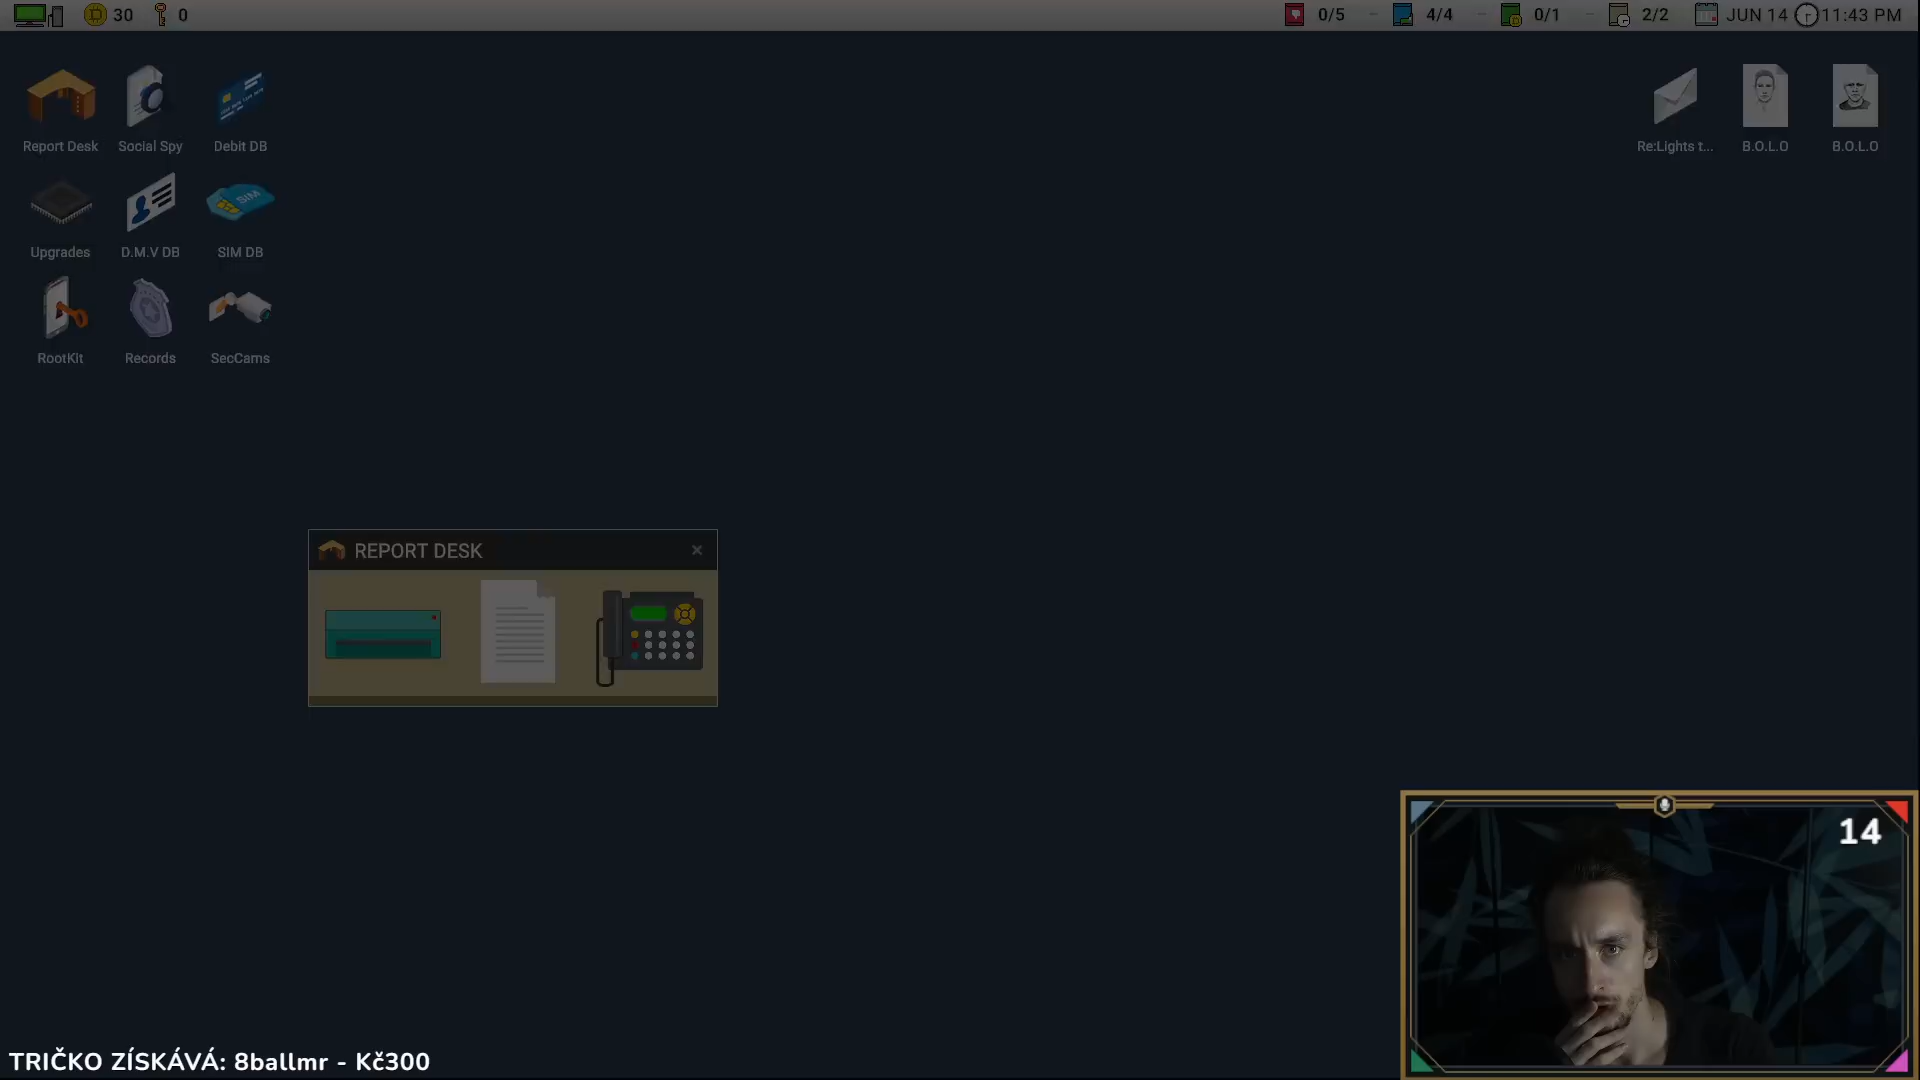 30
0
0/5
4/4
0/1
2/2
JUN 14
11:43 PM
Report Desk
Social Spy
Debit DB
Re:Lights t...
B.O.L.O
B.O.L.O
Upgrades
D.M.V DB
SIM DB
SIM
RootKit
Records
SecCams
REPORT DESK
14
TRIČKO ZÍSKÁVÁ: 8ballmr - Kč300